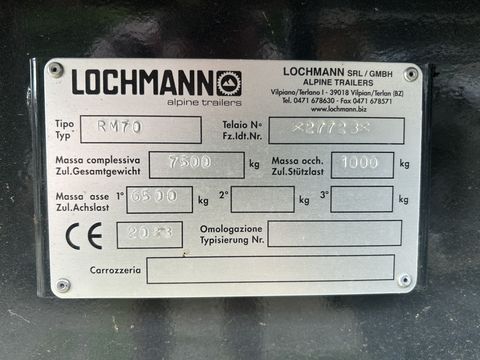 LOCHMANN
alpine trailers
LOCHMANN SRL/GMBH
ALPINE TRAILERS
Vilpiano/Terlano I - 39018 Vilpian/Terlan (BZ)
Tel. 0471 678630 - Fax 0471 678571
www.lochmann.biz
Tipo
Typ RM70
Telaio N°
Fz.Idt.Nr. *27723*
Massa complessiva
Zul.Gesamtgewicht 7500 kg
Massa occh.
Zul.Stützlast 1000 kg
Massa asse 1°
Zul.Achslast 6500 kg 2° kg 3° kg
CE
Omologazione
Typisierung Nr.
Carrozzeria